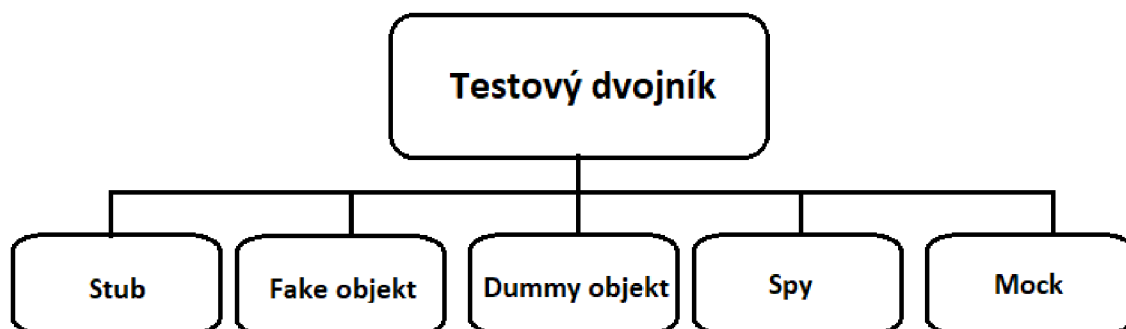 Testový dvojník
Stub
Fake objekt
Dummy objekt
Spy
Mock